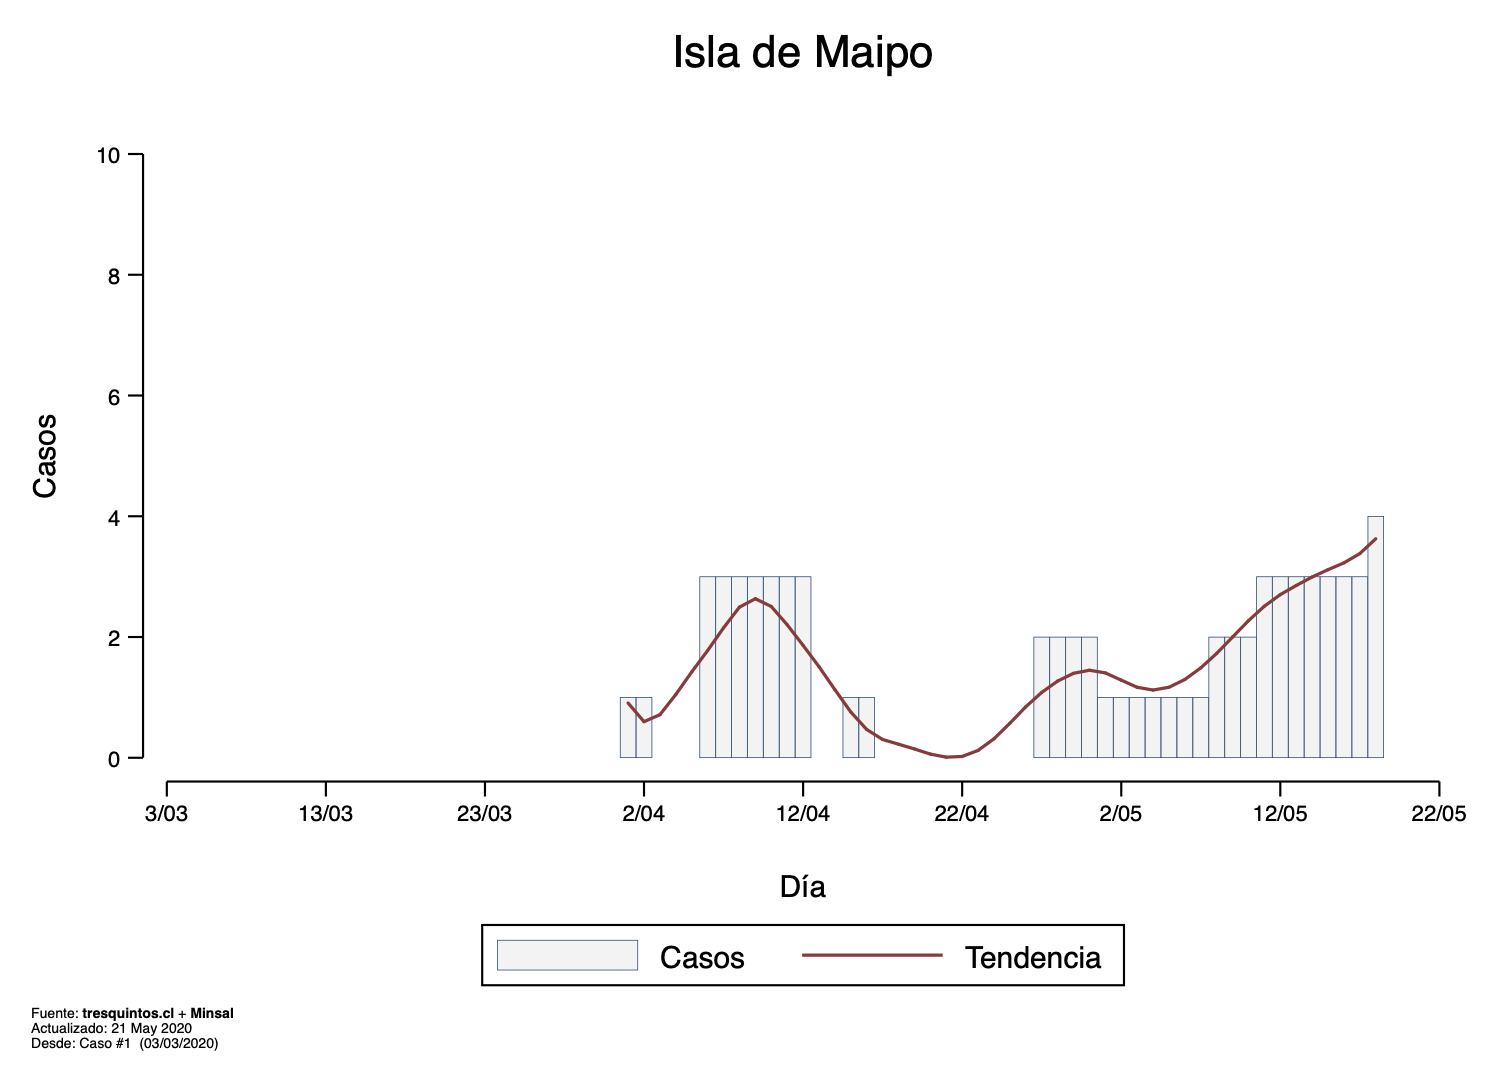 Isla de Maipo
10
8
6
4
2
0
Casos
3/03 13/03 23/03 2/04 12/04 22/04 2/05 12/05 22/05
Día
Casos Tendencia
Fuente: tresquintos.cl + Minsal
Actualizado: 21 May 2020
Desde: Caso #1 (03/03/2020)